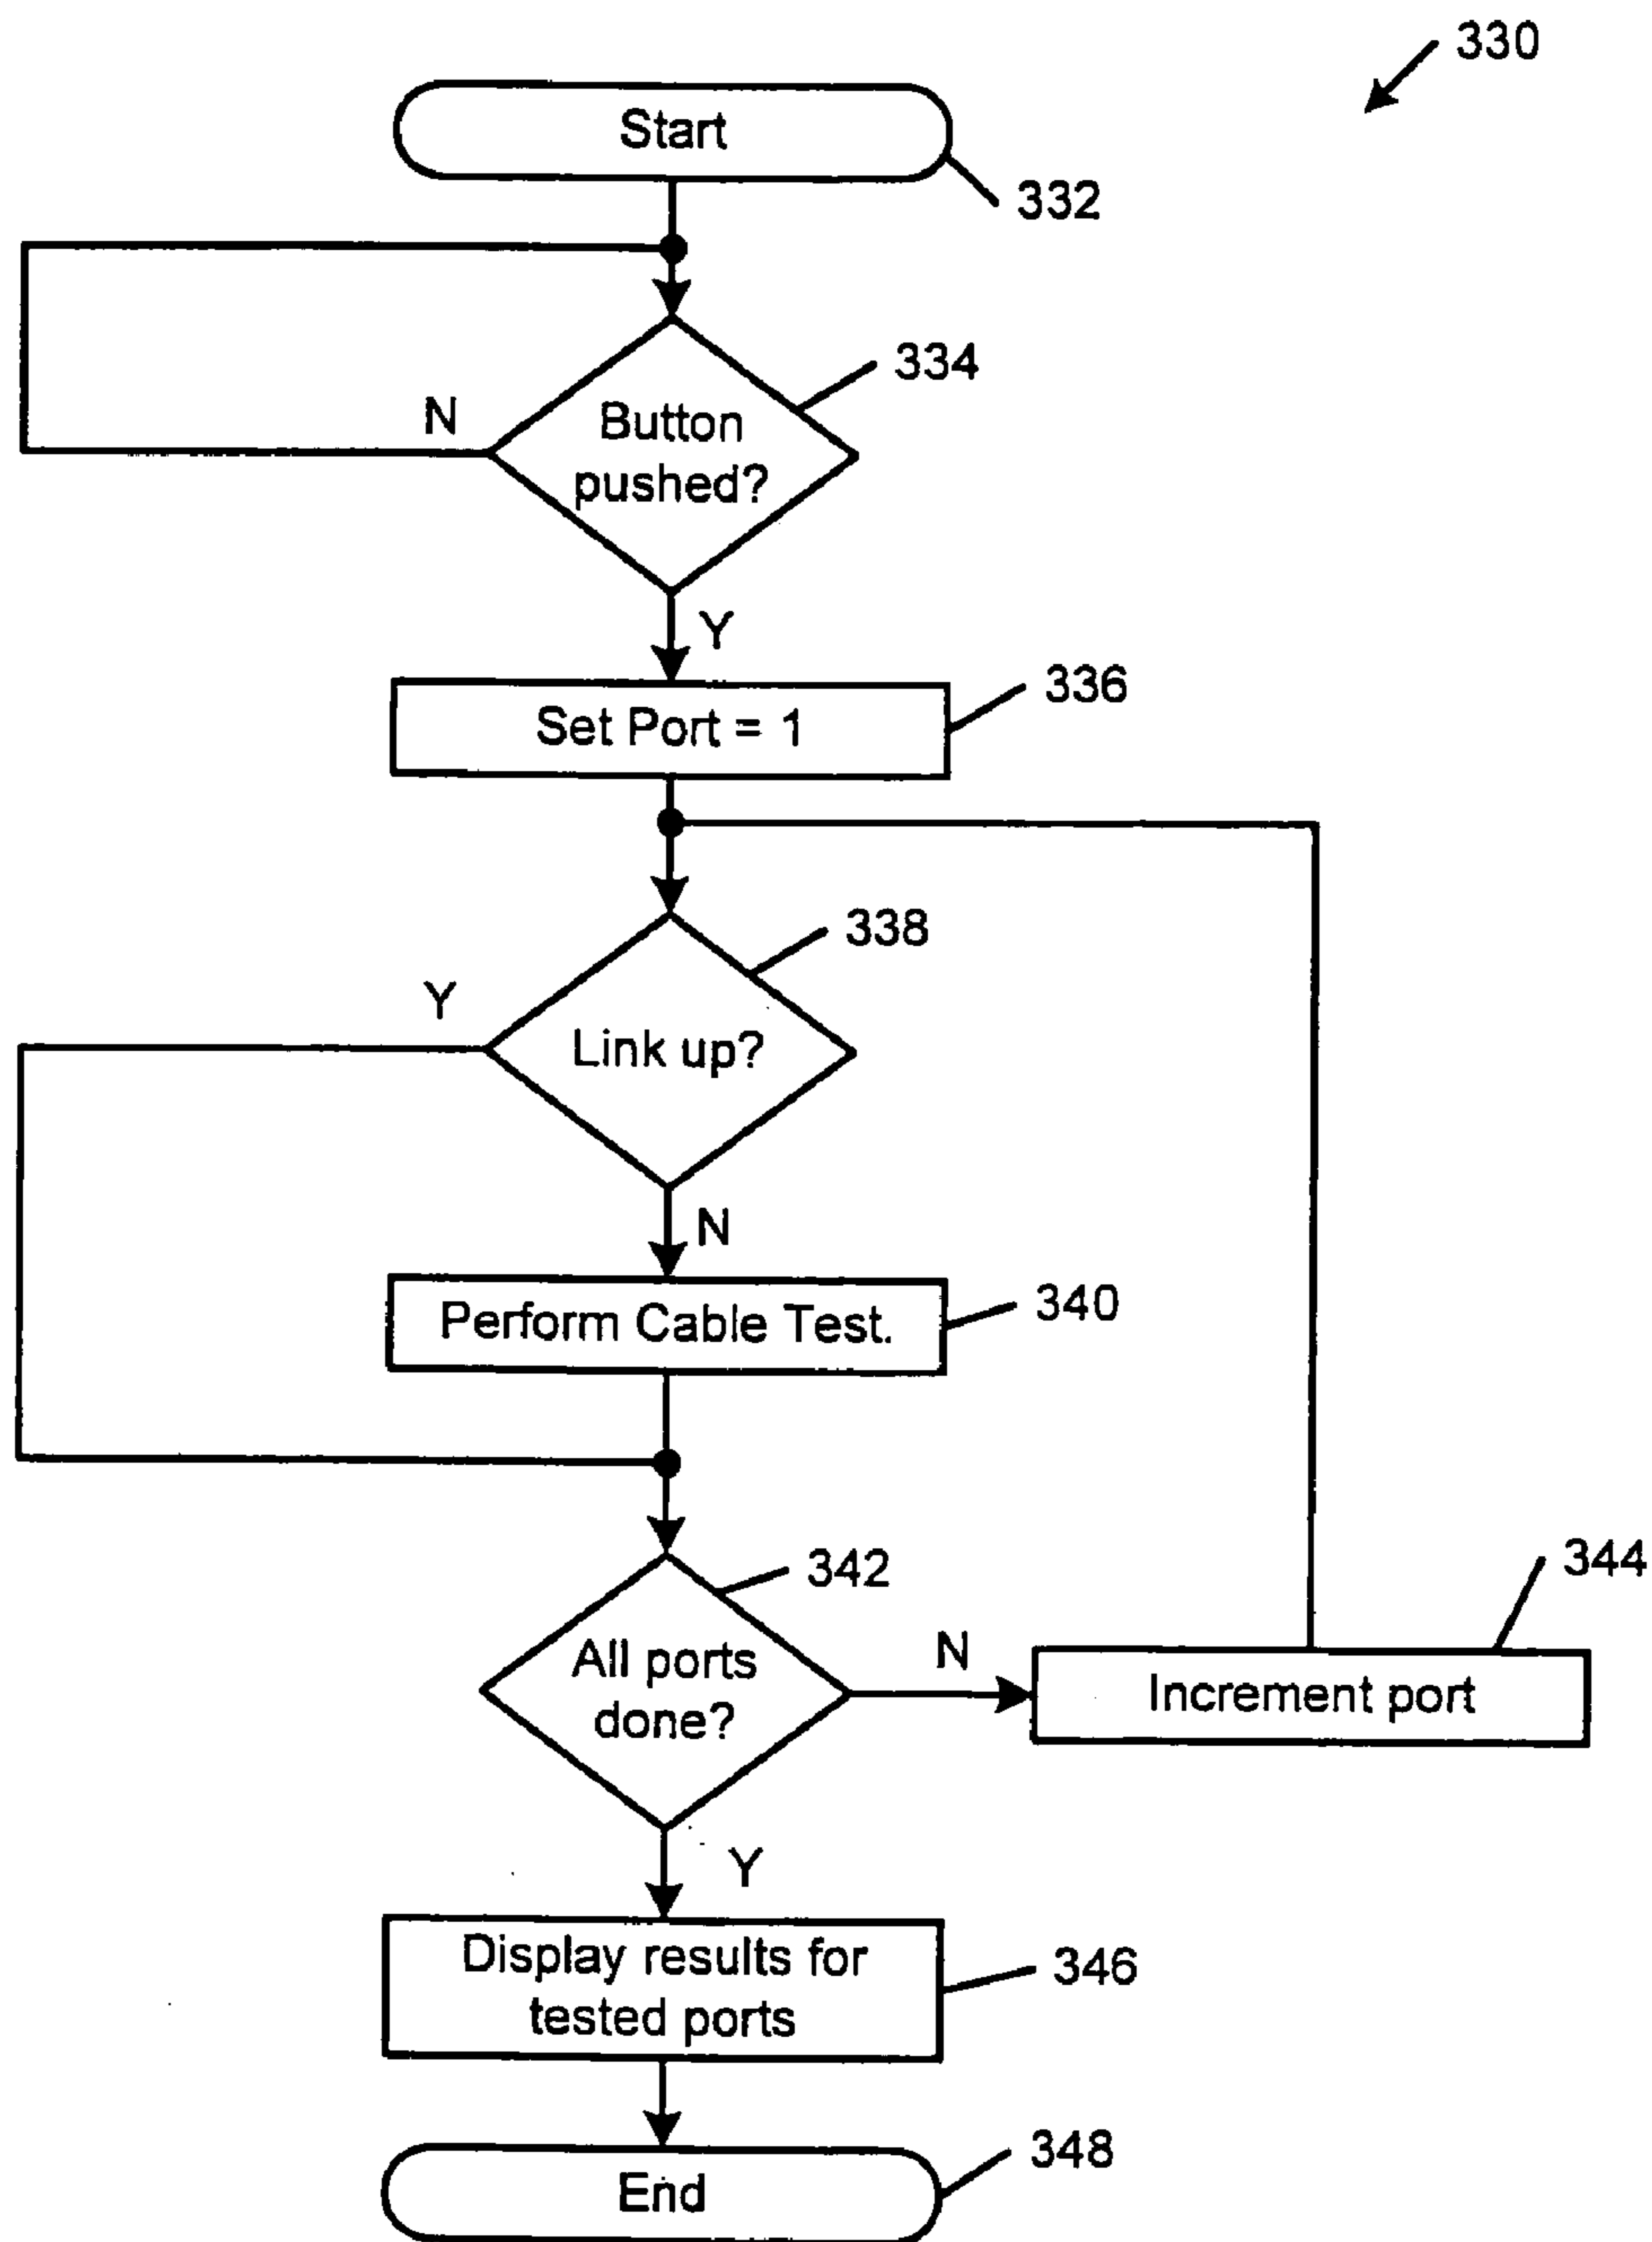 330
Start
332
334
N
Button
pushed?
Y
336
Set Port = 1
338
Y
Link up?
N
340
Perform Cable Test.
342
344
All ports
done?
N
Increment port
Y
Display results for
tested ports
346
348
End